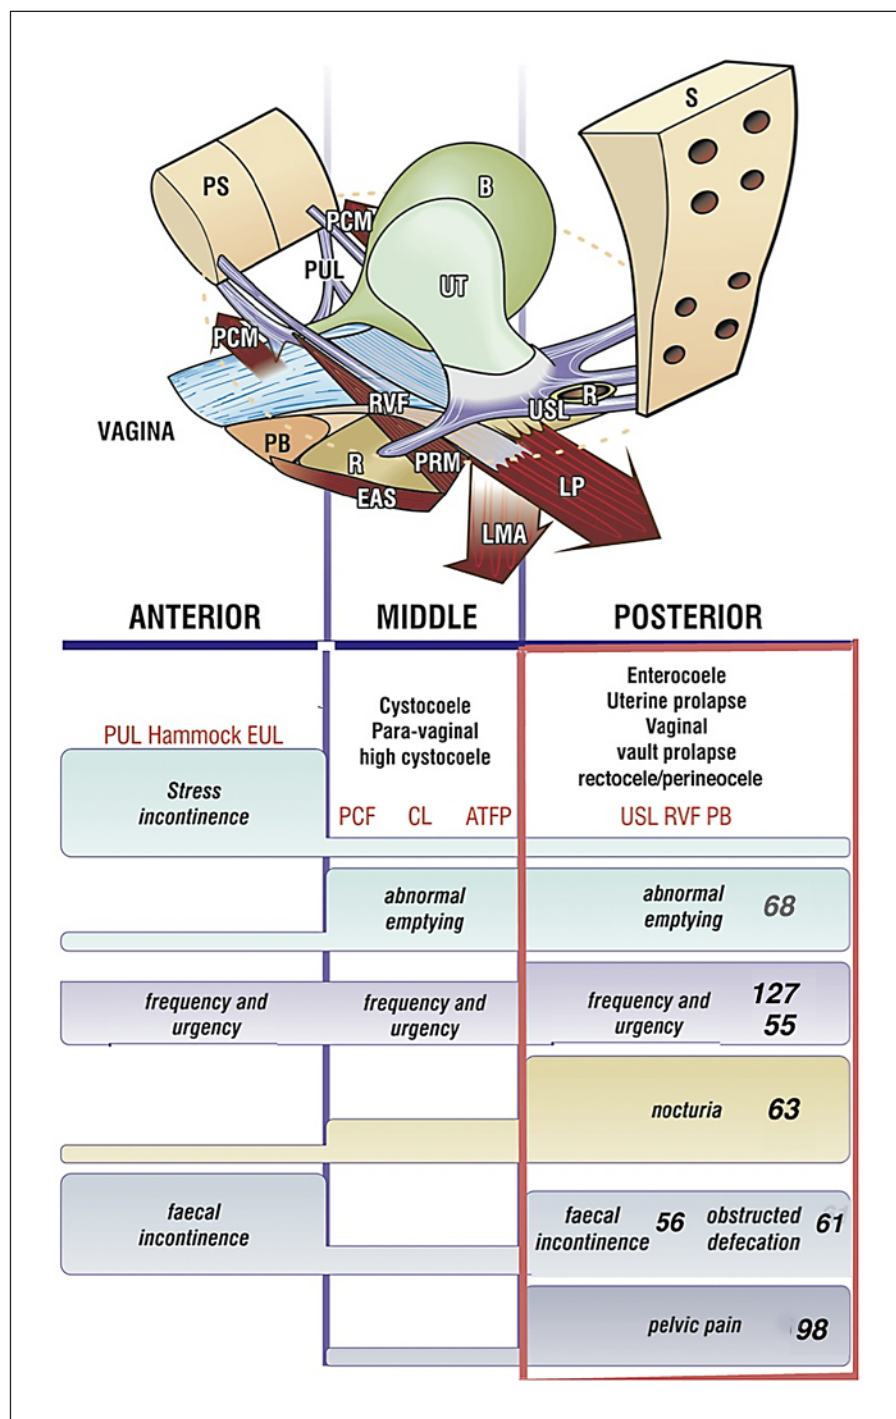 S
PS
B
PCM
PUL
UT
PCM
RVF
R
USL
VAGINA
PB
R
PRM
LP
EAS
LMA
ANTERIOR MIDDLE POSTERIOR
PUL Hammock EUL
Stress
incontinence
Cystocoele
Para-vaginal
high cystocoele
PCF CL ATFP
Enterocoele
Uterine prolapse
Vaginal
vault prolapse
rectocele/perineocele
USL RVF PB
abnormal
emptying
abnormal
emptying
68
frequency and
urgency
frequency and
urgency
frequency and
urgency
127
55
nocturia 63
faecal
incontinence
faecal
incontinence
56
obstructed
defecation
61
pelvic pain 98